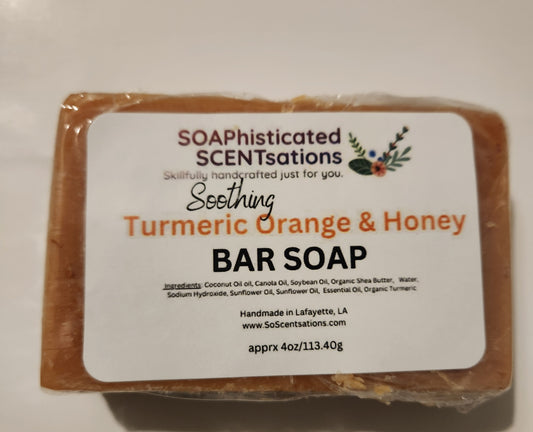 SOAPhisticated
SCENTsations
Skillfully handcrafted just for you.
Soothing
Turmeric Orange & Honey
BAR SOAP
Ingredients: Coconut Oil oil, Canola Oil, Soybean Oil, Organic Shea Butter, Water,
Sodium Hydroxide, Sunflower Oil, Sunflower Oil, Essential Oil, Organic Turmeric
Handmade in Lafayette, LA
www.SoScentsations.com
apprx 4oz/113.40g